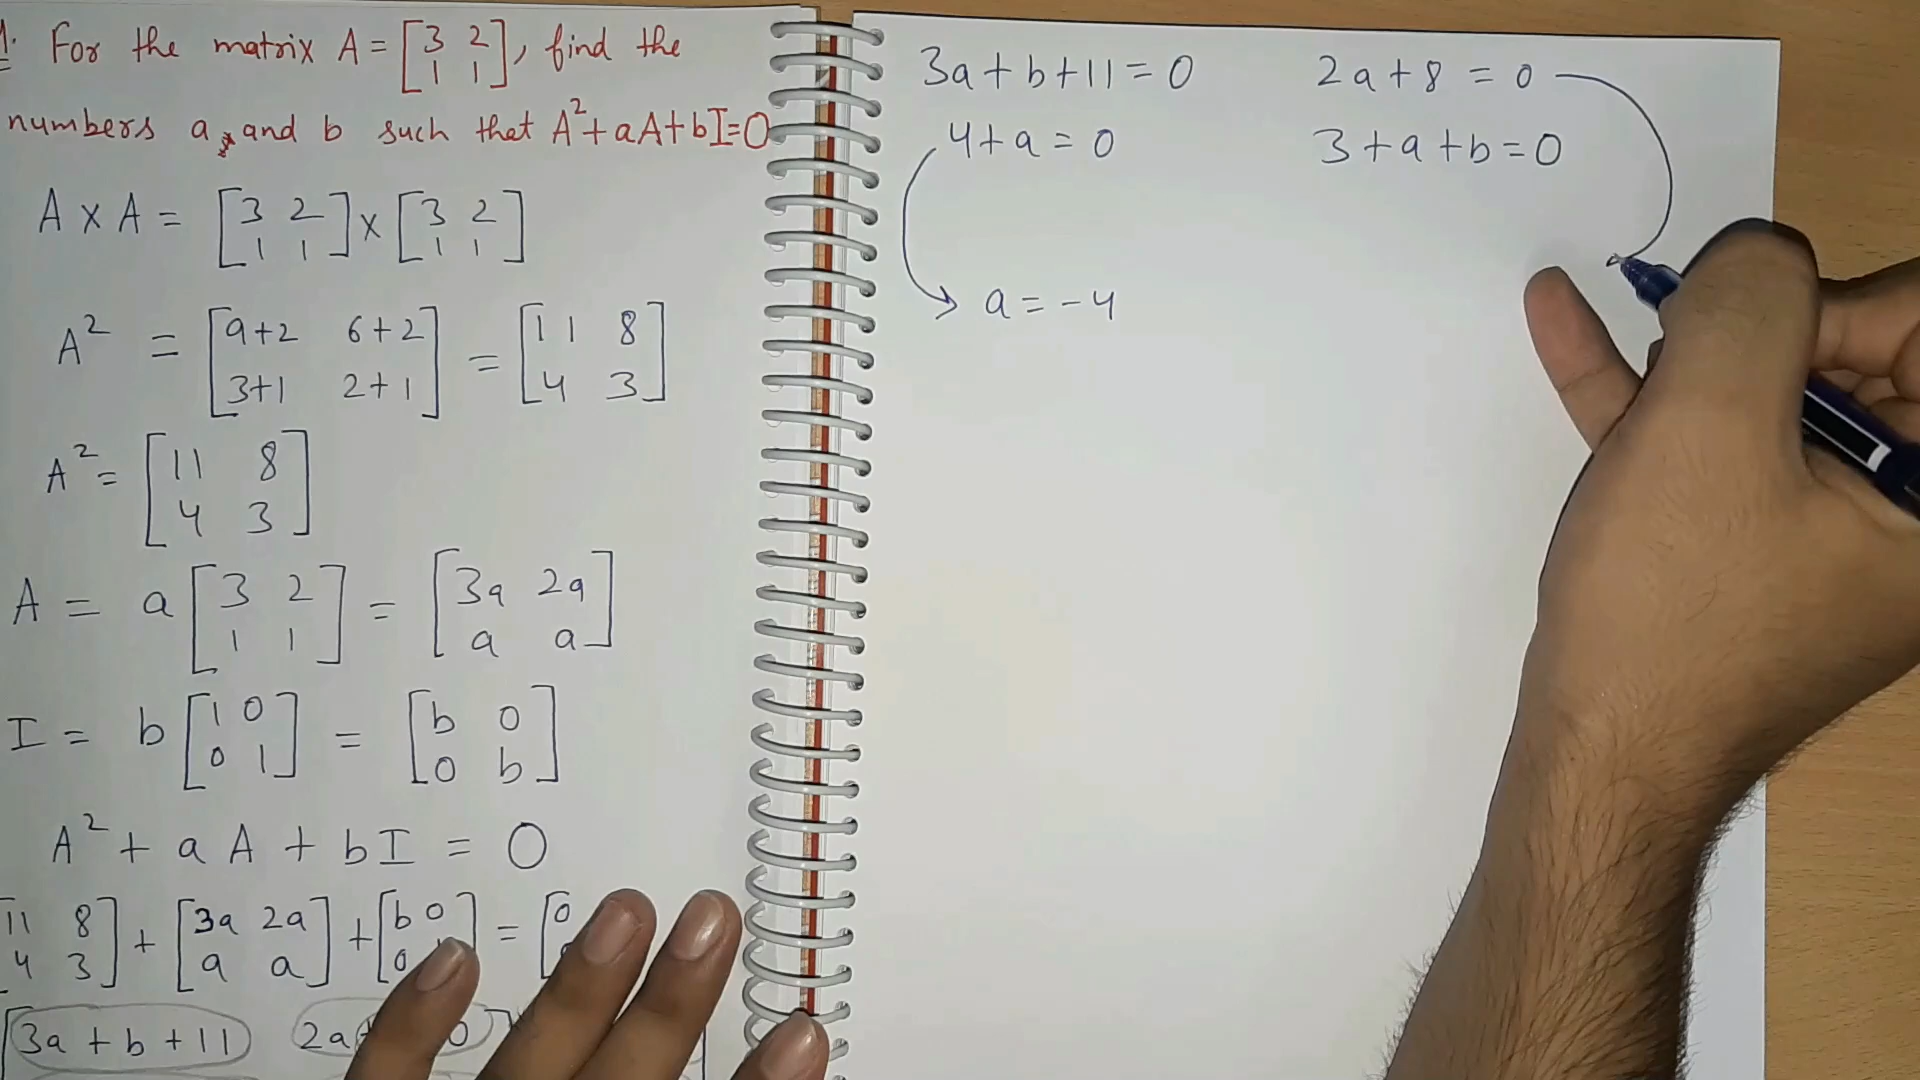 1. For the matrix A = [3 2
1 1], find the
numbers a, and b such that A²+aA+bI=0
A × A = [3 2
1 1] × [3 2
1 1]
A² = [9+2 6+2
3+1 2+1] = [11 8
4 3]
A² = [11 8
4 3]
A = a [3 2
1 1] = [3a 2a
a a]
I = b [1 0
0 1] = [b 0
0 b]
A² + a A + b I = 0
11 8
4 3] + [3a 2a
a a] + [b 0
0 ] = [0
[3a + b + 11 2a
3a + b + 11 = 0 2a + 8 = 0
4 + a = 0 3 + a + b = 0
→ a = -4